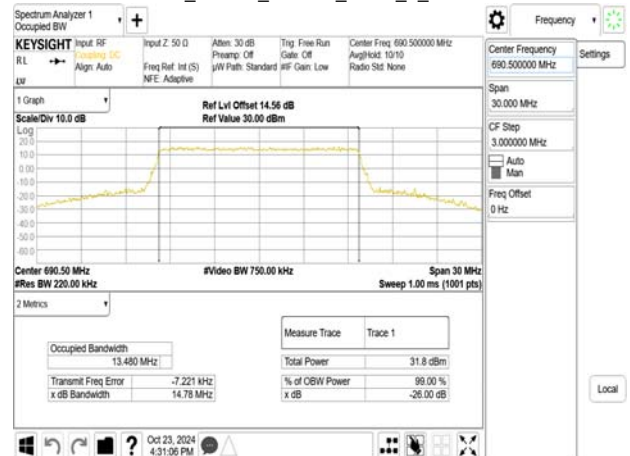 Spectrum Analyzer 1
Occupied BW
Frequency
KEYSIGHT Input: RF
Coupling: DC
Align: Auto
RL
Input Z: 50 Ω
Freq Ref: Int (S)
NFE: Adaptive
Atten: 30 dB
Preamp: Off
µW Path: Standard
Trig: Free Run
Gate: Off
#IF Gain: Low
Center Freq: 690.500000 MHz
Avg|Hold: 10/10
Radio Std: None
Center Frequency
690.500000 MHz
Settings
Span
30.000 MHz
CF Step
3.000000 MHz
Auto
Man
Freq Offset
0 Hz
Local
1 Graph
Scale/Div 10.0 dB
Ref Lvl Offset 14.56 dB
Ref Value 30.00 dBm
Log
20.0
10.0
0.00
-10.0
-20.0
-30.0
-40.0
-50.0
-60.0
Center 690.50 MHz
#Video BW 750.00 kHz
Span 30 MHz
#Res BW 220.00 kHz
Sweep 1.00 ms (1001 pts)
2 Metrics
Measure Trace Trace 1
Occupied Bandwidth
13.480 MHz
Total Power 31.8 dBm
Transmit Freq Error -7.221 kHz
% of OBW Power 99.00 %
x dB Bandwidth 14.78 MHz
x dB -26.00 dB
?
Oct 23, 2024
4:31:06 PM